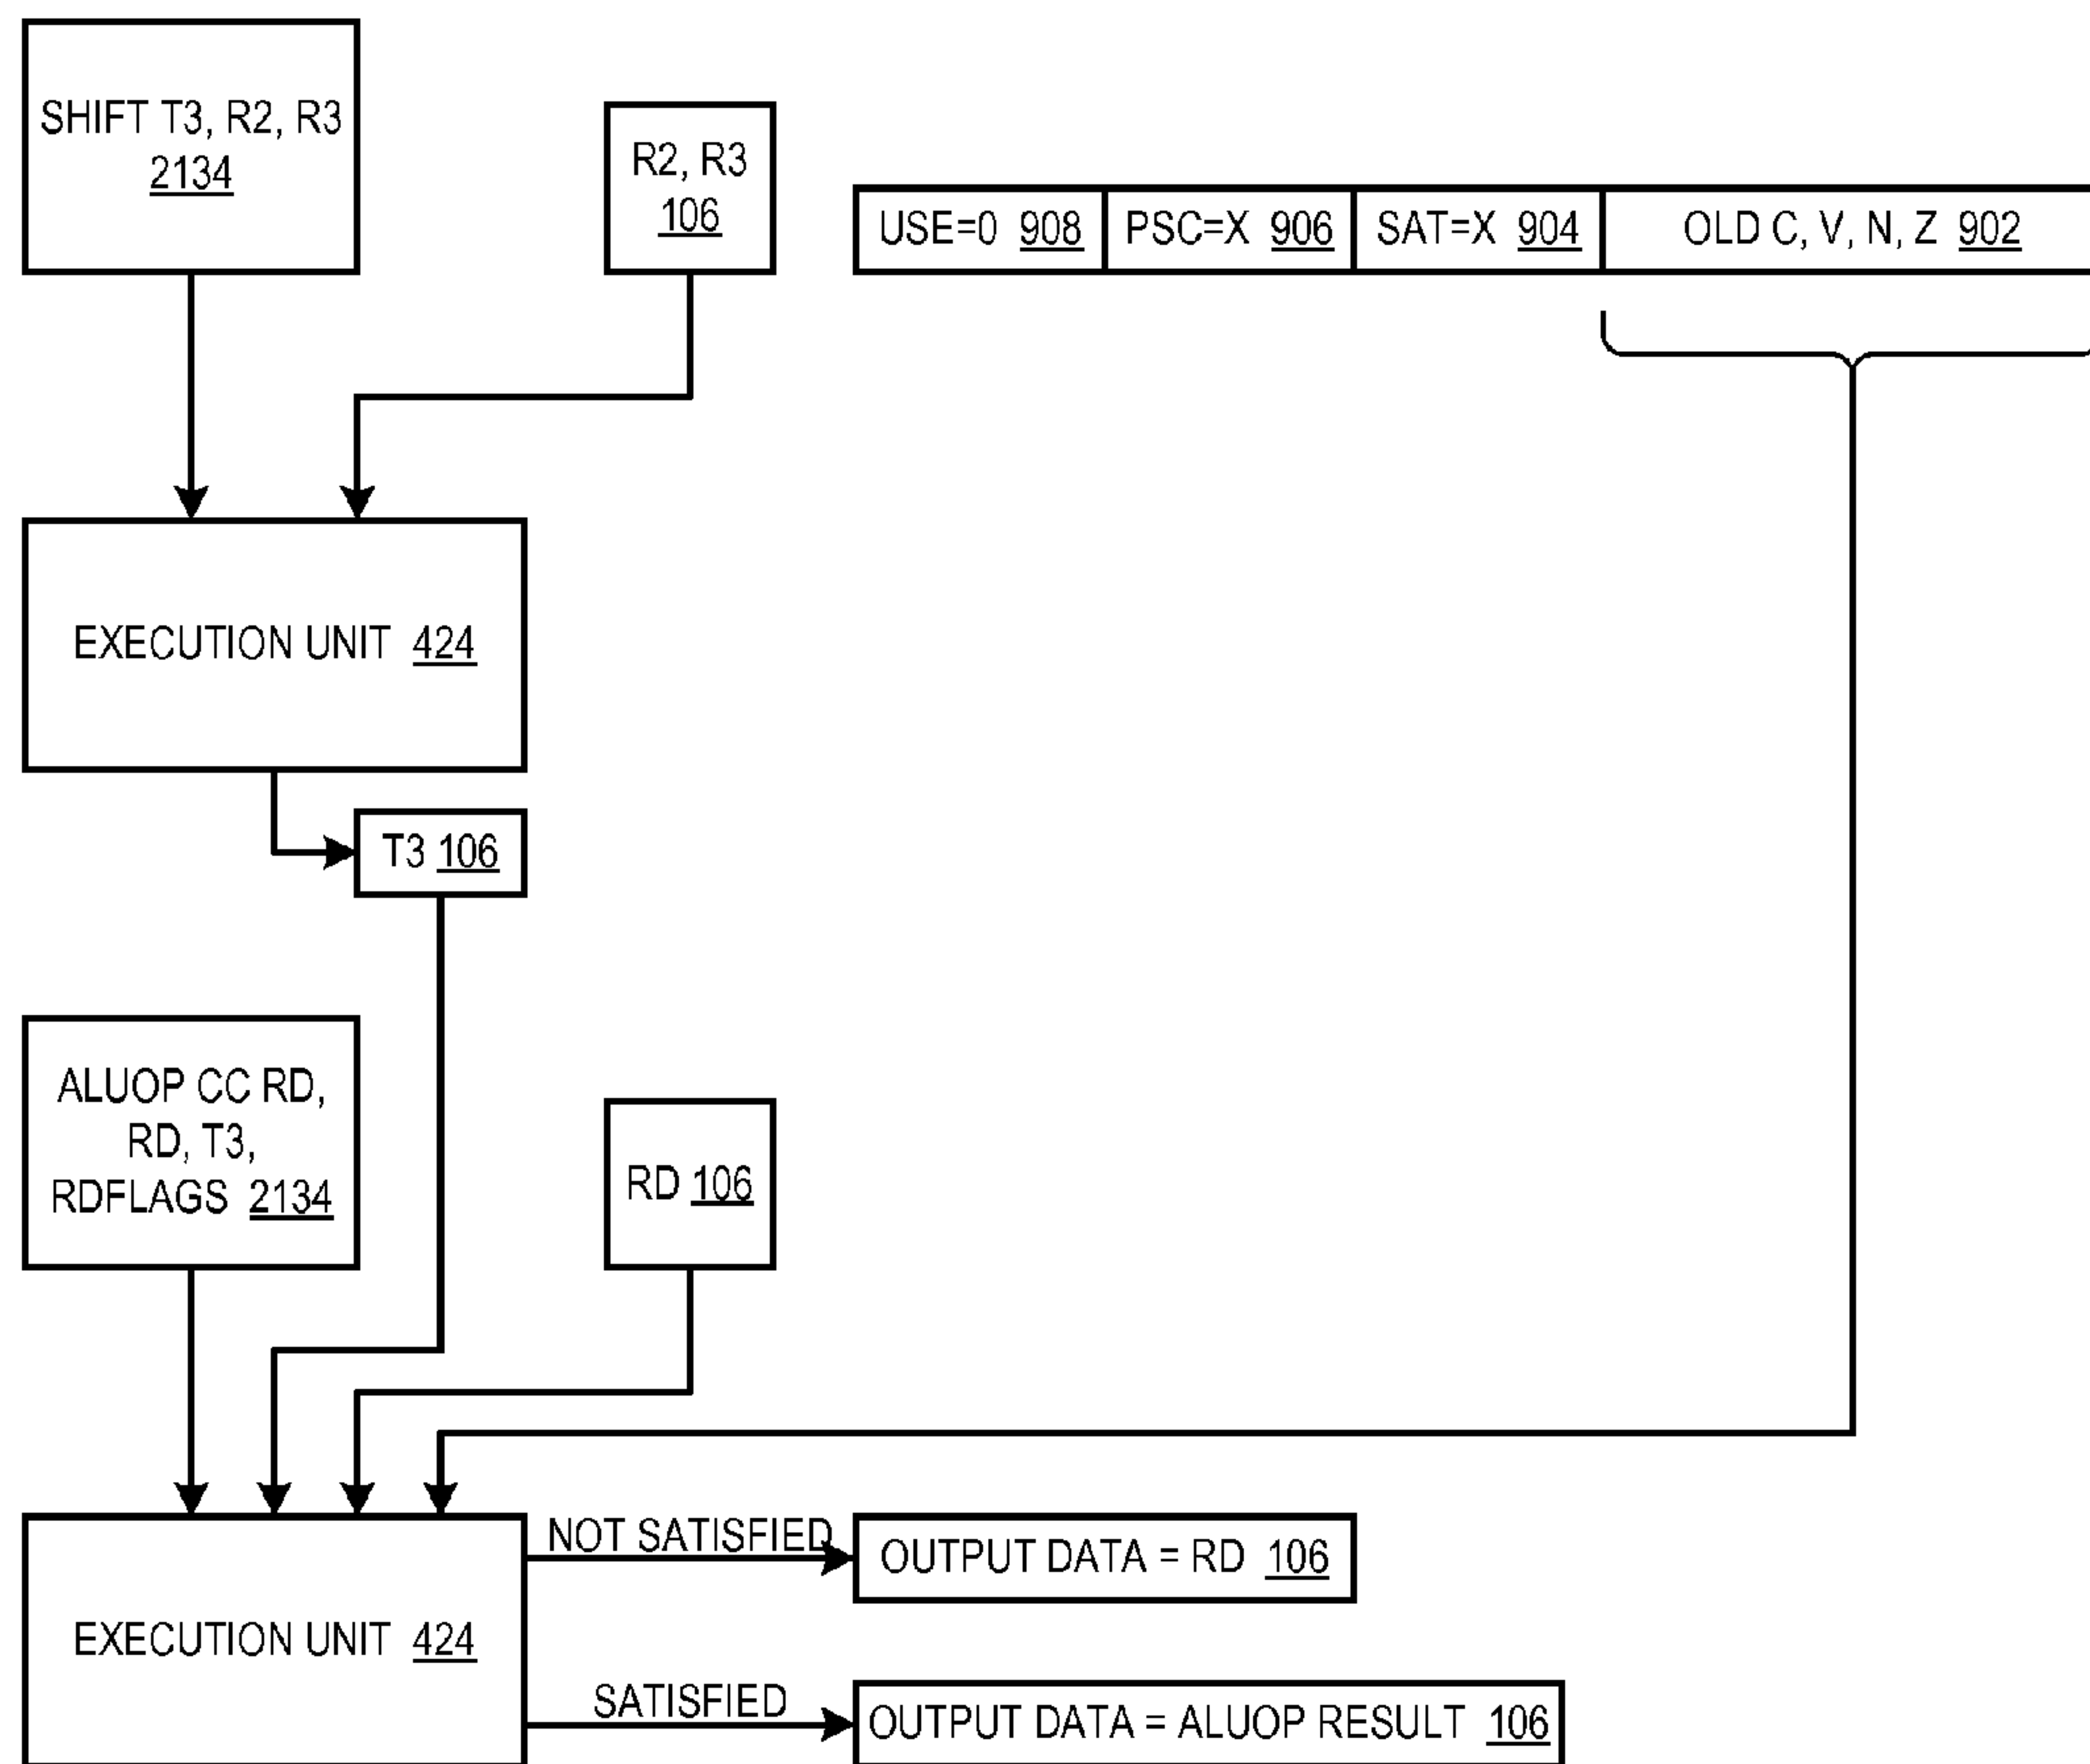 SHIFT T3, R2, R3
2134
R2, R3
106
USE=0 908
PSC=X 906
SAT=X 904
OLD C, V, N, Z 902
EXECUTION UNIT 424
T3 106
ALUOP CC RD,
RD, T3,
RDFLAGS 2134
RD 106
EXECUTION UNIT 424
NOT SATISFIED
OUTPUT DATA = RD 106
SATISFIED
OUTPUT DATA = ALUOP RESULT 106